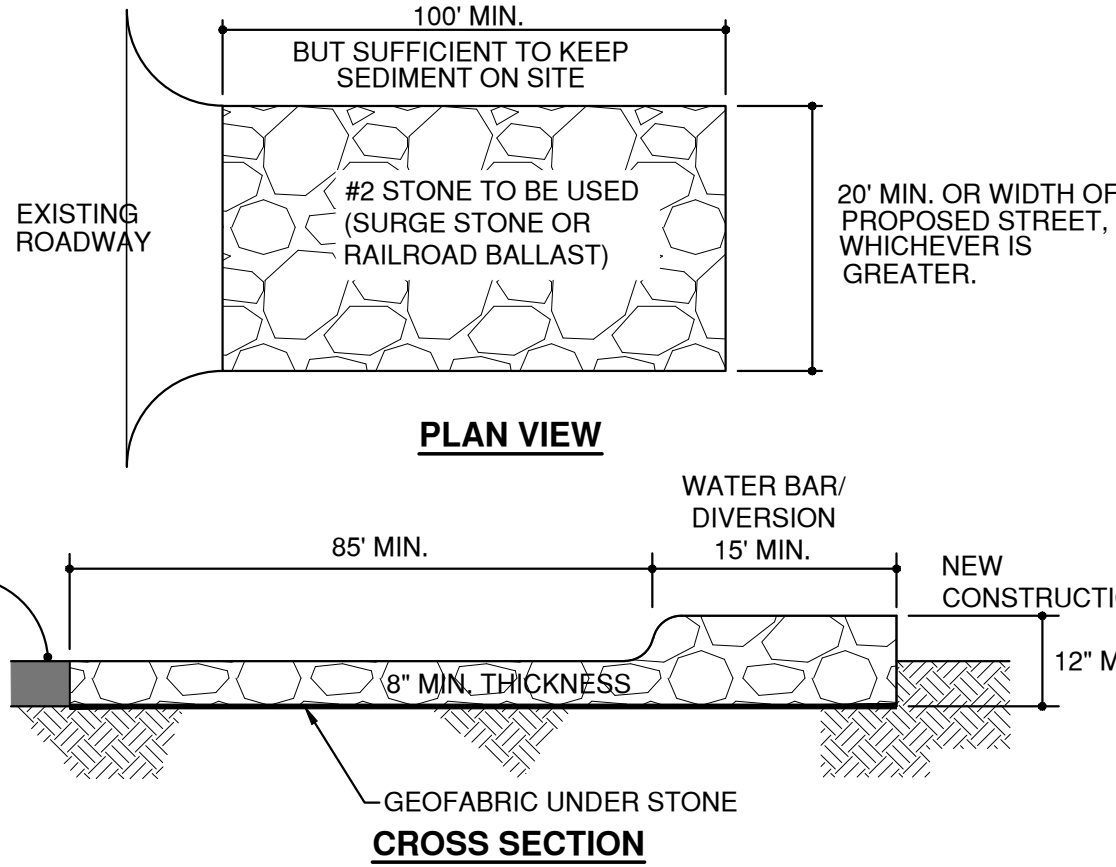 100' MIN.
BUT SUFFICIENT TO KEEP
SEDIMENT ON SITE
EXISTING
ROADWAY
#2 STONE TO BE USED
(SURGE STONE OR
RAILROAD BALLAST)
20' MIN. OR WIDTH OF
PROPOSED STREET,
WHICHEVER IS
GREATER.
PLAN VIEW
WATER BAR/
DIVERSION
85' MIN.
15' MIN.
NEW
CONSTRUCTI
12" M
8" MIN. THICKNESS
GEOFABRIC UNDER STONE
CROSS SECTION